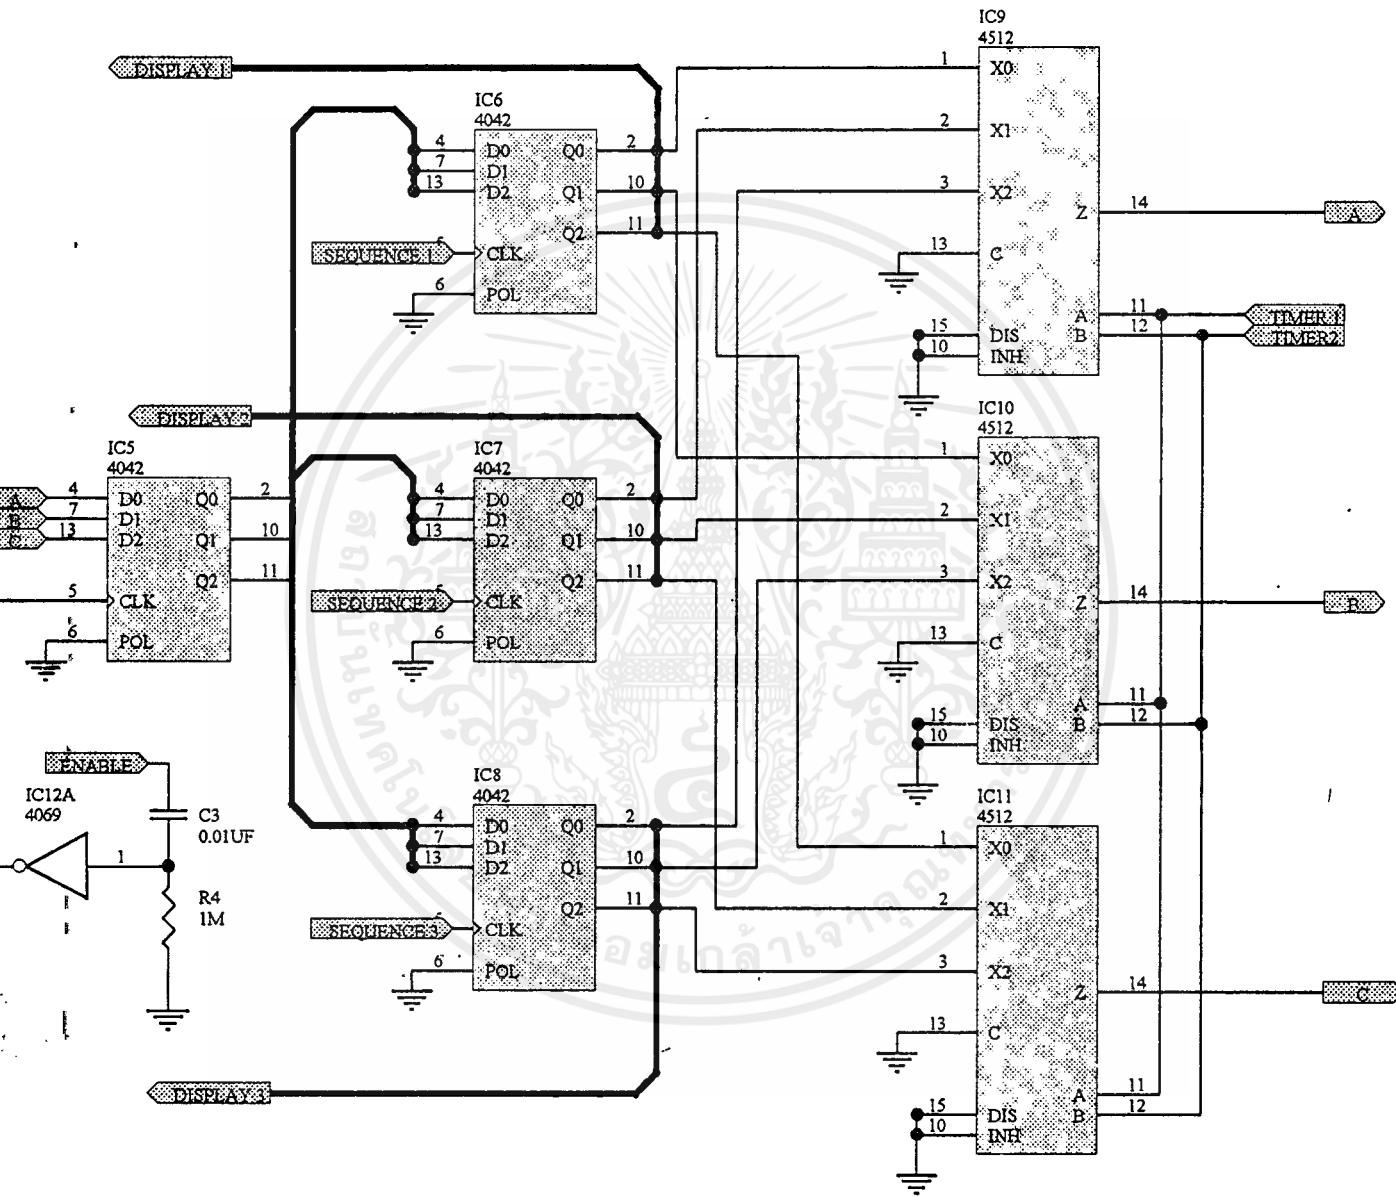 IC9
4512
DISPLAY 1
1
X0
IC6
4042
2
X1
4
D0
Q0
2
7
D1
13
D2
Q1
10
3
X2
Z
14
A
Q2
11
SEQUENCE 1
CLK
13
C
6
POL
A
11
TIMER 1
15
DIS
B
12
TIMER2
10
INH
DISPLAY 2
IC10
4512
IC5
4042
IC7
4042
1
X0
A
4
D0
Q0
2
4
D0
Q0
2
B
7
D1
7
D1
2
X1
C
13
D2
Q1
10
13
D2
Q1
10
Q2
11
Q2
11
3
X2
5
CLK
SEQUENCE 2
CLK
Z
14
B
6
POL
6
POL
13
C
A
11
15
DIS
B
12
10
INH
ENABLE
IC12A
4069
C3
0.01UF
IC8
4042
IC11
4512
4
D0
Q0
2
7
D1
1
X0
13
D2
Q1
10
1
R4
1M
Q2
11
2
X1
SEQUENCE 3
CLK
6
POL
3
X2
Z
14
C
13
C
DISPLAY 3
A
11
15
DIS
B
12
10
INH